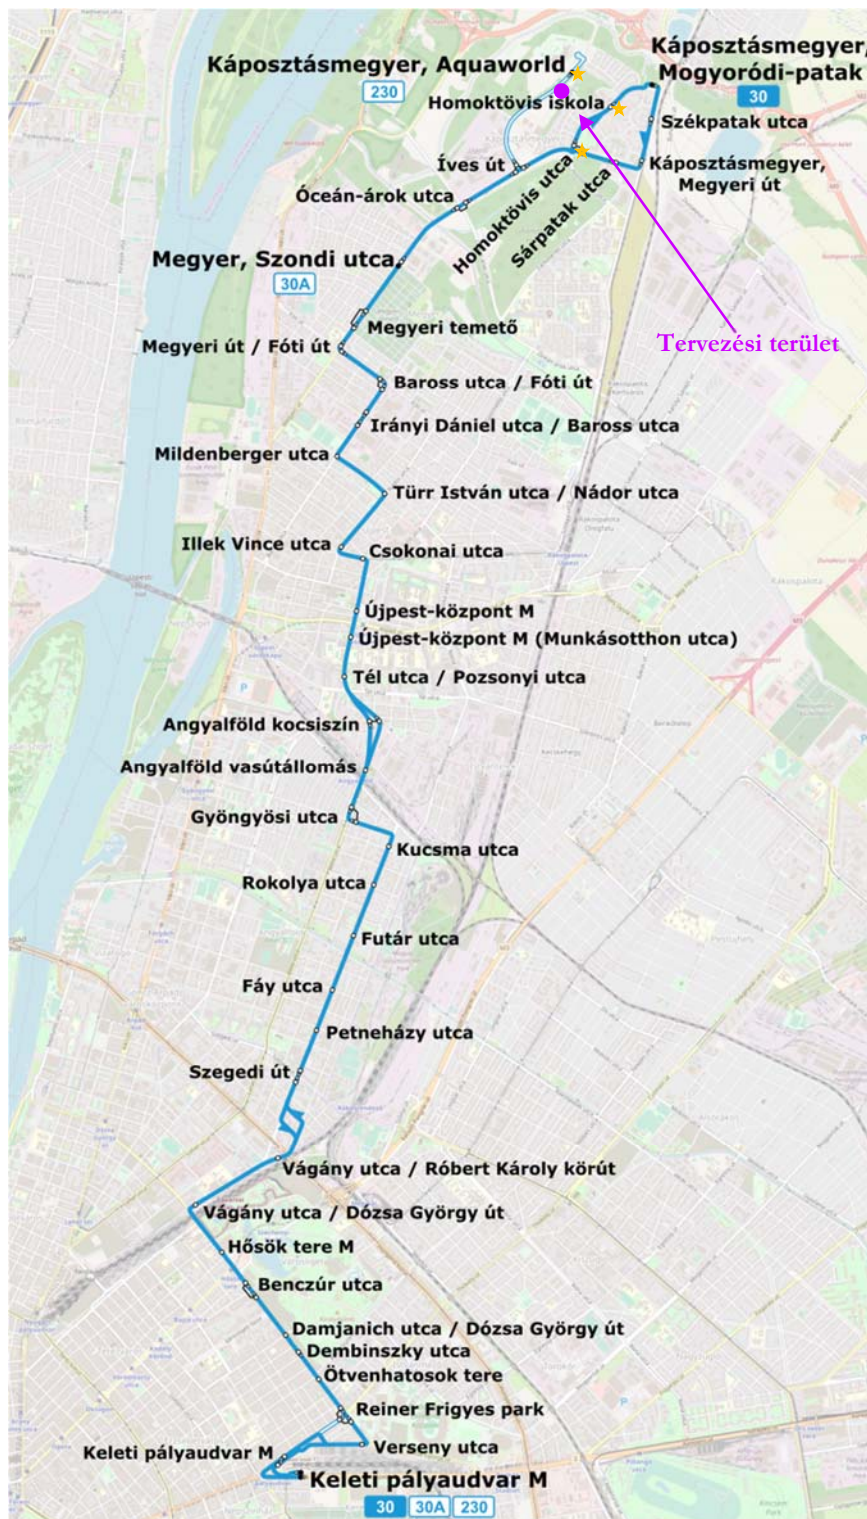 Káposztásmegyer,
Káposztásmegyer, Aquaworld
Mogyoródi-patak
230
30
Homoktövis iskola
Székpatak utca
Íves út
Káposztásmegyer,
Megyeri út
Homoktövis utca
Sárpatak utca
Óceán-árok utca
Megyer, Szondi utca
30A
Megyeri temető
Tervezési terület
Megyeri út / Fóti út
Baross utca / Fóti út
Irányi Dániel utca / Baross utca
Mildenberger utca
Türr István utca / Nádor utca
Illek Vince utca
Csokonai utca
Újpest-központ M
Újpest-központ M (Munkásotthon utca)
Tél utca / Pozsonyi utca
Angyalföld kocsiszín
Angyalföld vasútállomás
Gyöngyösi utca
Kucsma utca
Rokolya utca
Futár utca
Fáy utca
Petneházy utca
Szegedi út
Vágány utca / Róbert Károly körút
Vágány utca / Dózsa György út
Hősök tere M
Benczúr utca
Damjanich utca / Dózsa György út
Dembinszky utca
Ötvenhatosok tere
Reiner Frigyes park
Keleti pályaudvar M
Verseny utca
Keleti pályaudvar M
30 30A 230